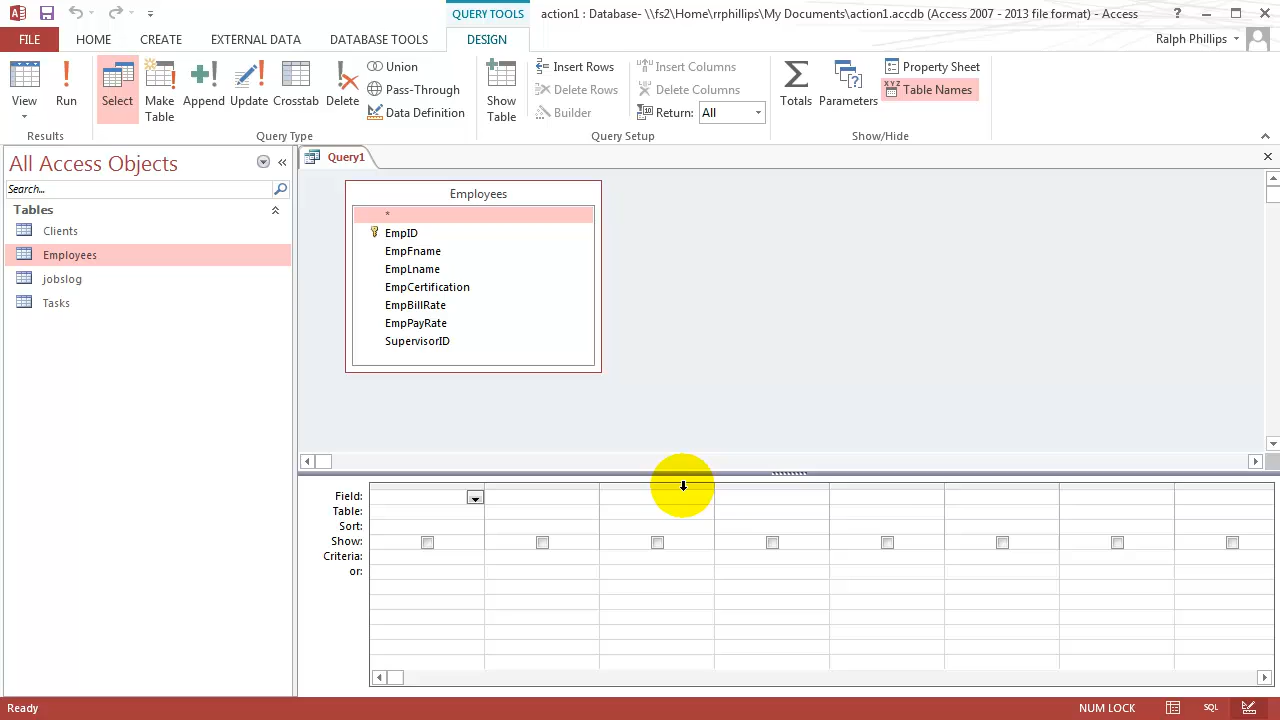 QUERY TOOLS
action1 : Database- \\fs2\Home\rrphillips\My Documents\action1.accdb (Access 2007 - 2013 file format) - Access
FILE HOME CREATE EXTERNAL DATA DATABASE TOOLS DESIGN
Ralph Phillips
View
Run
Results
Select
Make Table
Append
Update
Crosstab
Delete
Union
Pass-Through
Data Definition
Query Type
Show Table
Insert Rows
Delete Rows
Builder
Insert Columns
Delete Columns
Return: All
Query Setup
Totals
Parameters
Property Sheet
XYZ Table Names
Show/Hide
All Access Objects
Search...
Tables
Clients
Employees
jobslog
Tasks
Query1
Employees
*
EmpID
EmpFname
EmpLname
EmpCertification
EmpBillRate
EmpPayRate
SupervisorID
Field:
Table:
Sort:
Show:
Criteria:
or:
Ready
NUM LOCK
SQL